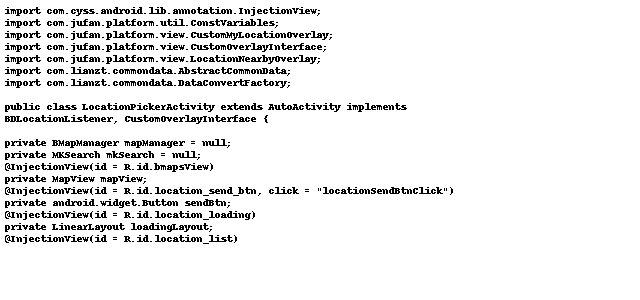 import com.cyss.android.lib.annotation.InjectionView;
import com.jufan.platform.util.ConstVariables;
import com.jufan.platform.view.CustomMyLocationOverlay;
import com.jufan.platform.view.CustomOverlayInterface;
import com.jufan.platform.view.LocationNearbyOverlay;
import com.lianzt.commondata.AbstractCommonData;
import com.lianzt.commondata.DataConvertFactory;
public class LocationPickerActivity extends AutoActivity implements
BDLocationListener, CustomOverlayInterface {
private BMapManager mapManager = null;
private MKSearch mkSearch = null;
@InjectionView(id = R.id.bmapsView)
private MapView mapView;
@InjectionView(id = R.id.location_send_btn, click = "locationSendBtnClick")
private android.widget.Button sendBtn;
@InjectionView(id = R.id.location_loading)
private LinearLayout loadingLayout;
@InjectionView(id = R.id.location_list)